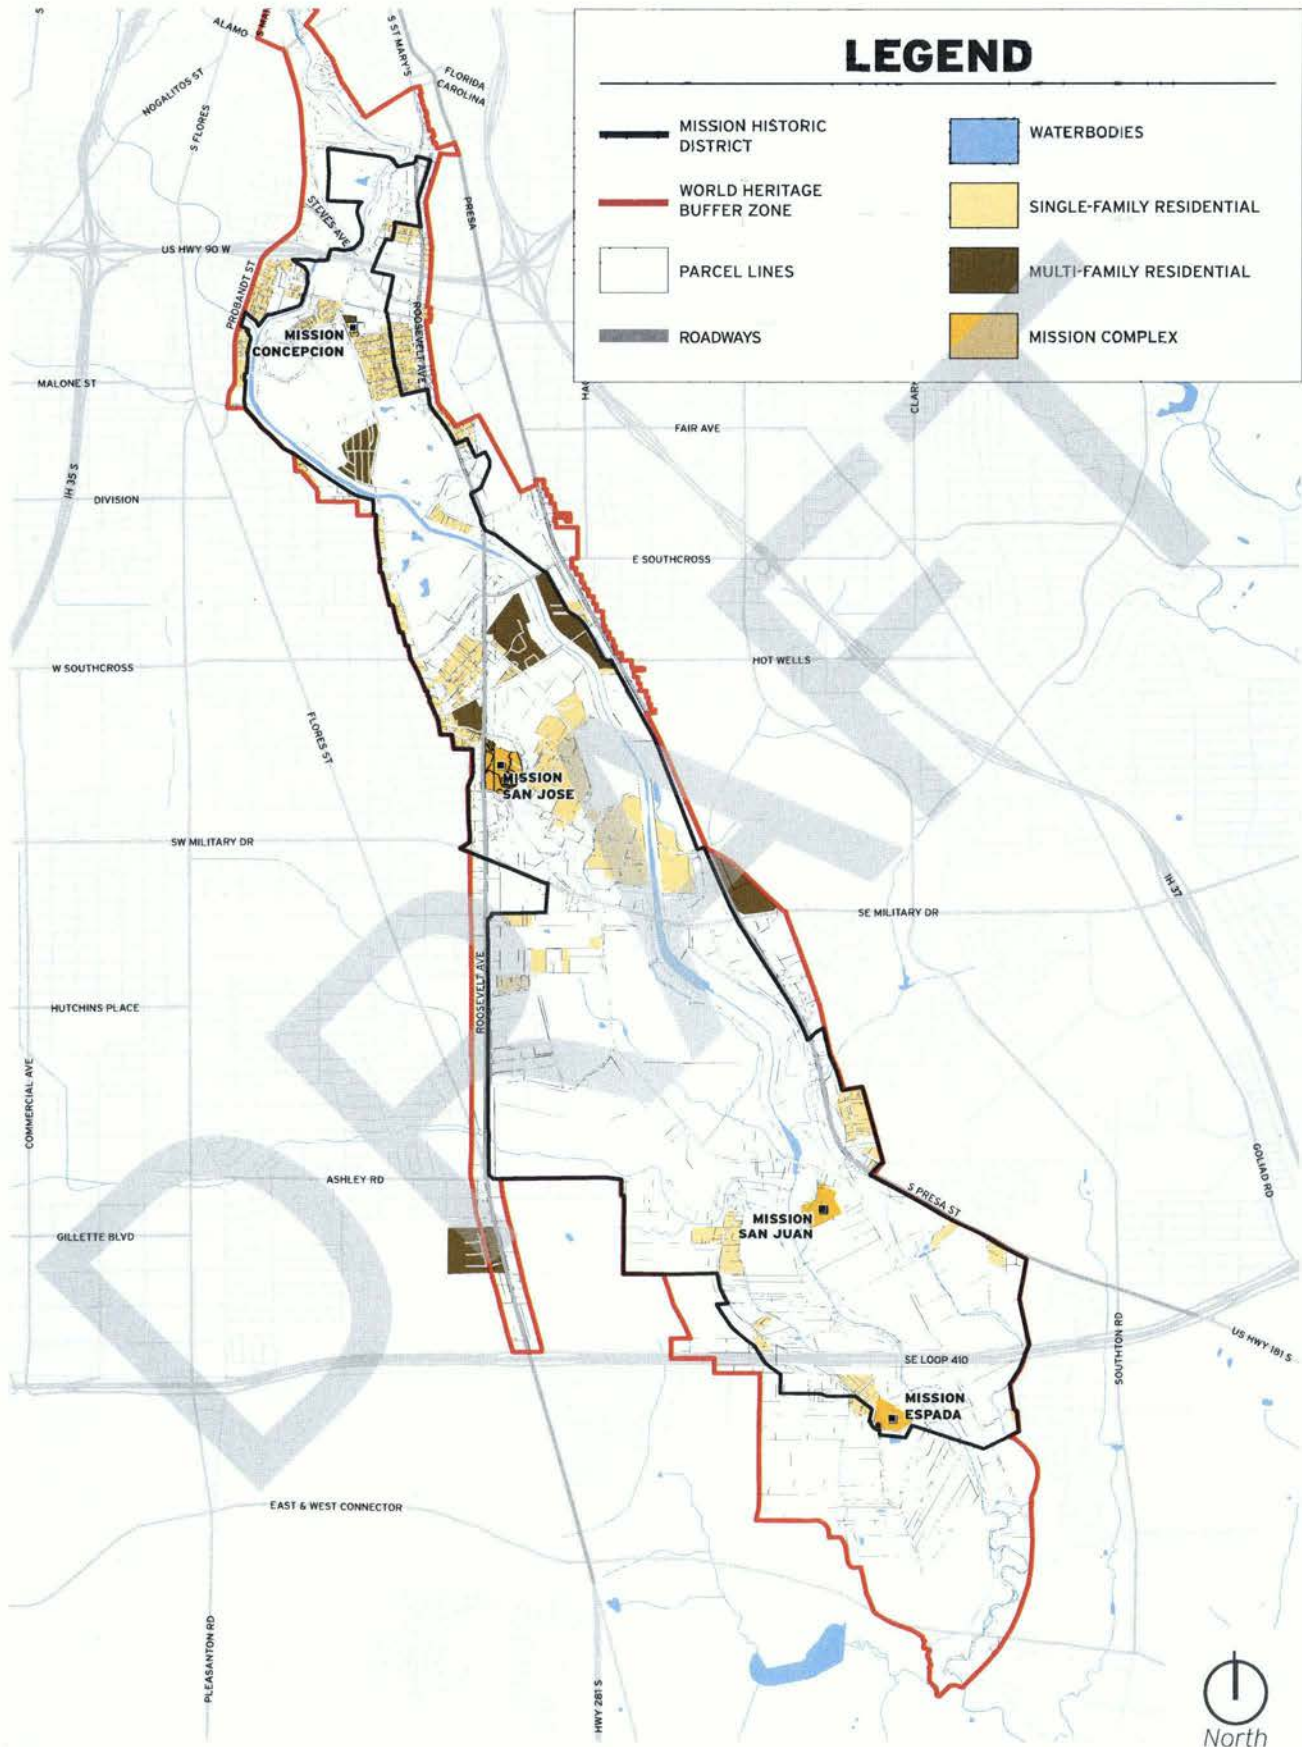 LEGEND
MISSION HISTORIC
DISTRICT
WORLD HERITAGE
BUFFER ZONE
PARCEL LINES
ROADWAYS
WATERBODIES
SINGLE-FAMILY RESIDENTIAL
MULTI-FAMILY RESIDENTIAL
MISSION COMPLEX
ALAMO
S ST MARY'S
FLORIDA
CAROLINA
NOGALITOS ST
S FLORES
PRESA
STEVES AVE
US HWY 90 W
PROBANDT ST
ROOSEVELT AVE
MISSION
CONCEPCION
MALONE ST
FAIR AVE
IH 35 S
DIVISION
E SOUTHCROSS
W SOUTHCROSS
HOT WELLS
FLORES ST
MISSION
SAN JOSE
SW MILITARY DR
IH 37
SE MILITARY DR
ROOSEVELT AVE
HUTCHINS PLACE
COMMERCIAL AVE
GOLIAD RD
ASHLEY RD
S PRESA ST
GILLETTE BLVD
MISSION
SAN JUAN
SOUTHTON RD
US HWY 181 S
SE LOOP 410
MISSION
ESPADA
EAST & WEST CONNECTOR
PLEASANTON RD
HWY 281 S
North
DRAFT